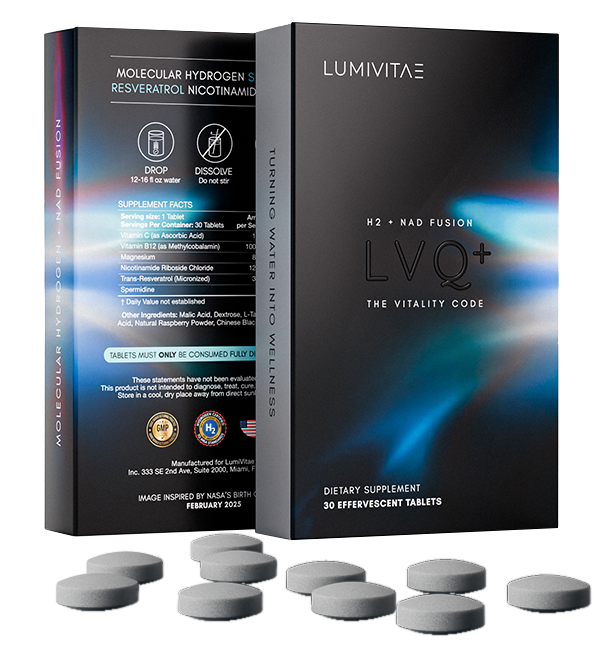 MOLECULAR HYDROGEN
RESVERATROL
DROP
12-16 fl oz water
DISSOLVE
Do not stir
SUPPLEMENT FACTS
Serving size: 1 Tablet
Servings Per Container: 30 Tablets
Vitamin C (as Ascorbic Acid)
Vitamin B12 (as Methylcobalamin)
Magnesium
Nicotinamide Riboside Chloride
Trans-Resveratrol (Micronized)
Spermidine
† Daily Value not established
Other Ingredients: Malic Acid, Dextrose,
Acid, Natural Raspberry Powder, Chinese
TABLETS MUST ONLY BE CONSUMED FULLY
These statements have not been
This product is not intended to diagnose, treat, cure
Store in a cool, dry place away from direct
GMP
H2
Manufactured for LumiVitae
Inc. 333 SE 2nd Ave, Suite 2000, Miami,
IMAGE INSPIRED BY NASA'S BIRTH
FEBRUARY 2025
MOLECULAR HYDROGEN + NAD FUSION
TURNING WATER INTO WELLNESS
LUMIVITAE
H2 + NAD FUSION
LVQ+
THE VITALITY CODE
DIETARY SUPPLEMENT
30 EFFERVESCENT TABLETS